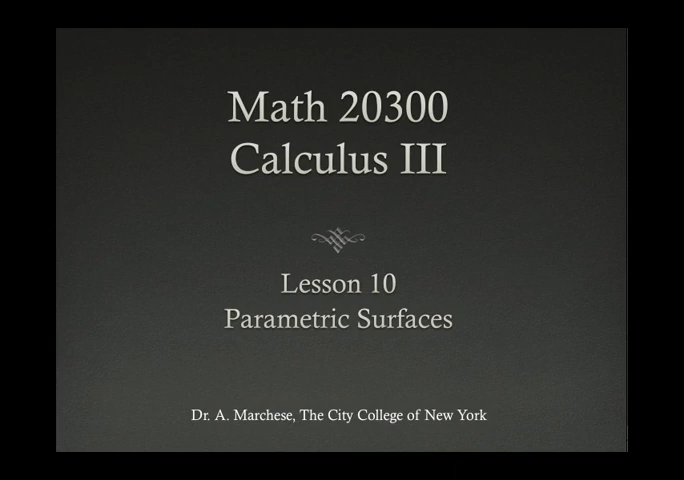 Math 20300
Calculus III
Lesson 10
Parametric Surfaces
Dr. A. Marchese, The City College of New York